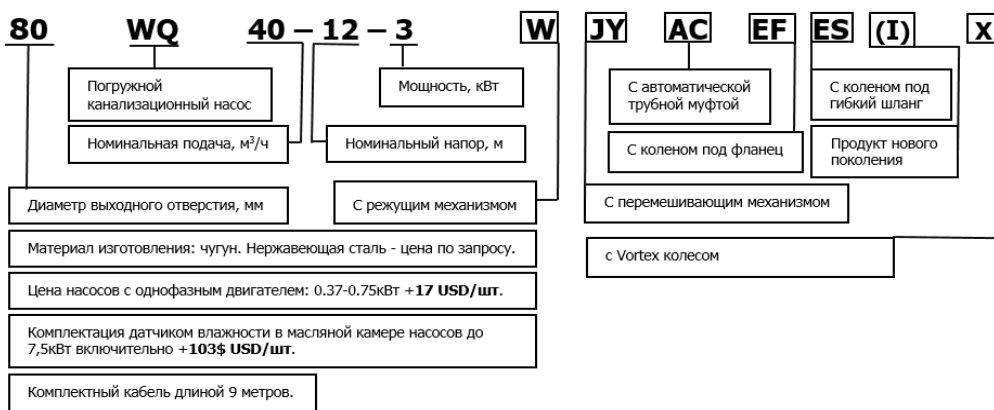 80 WQ 40 – 12 – 3 W JY AC EF ES (I) X
Погружной
канализационный насос
Мощность, кВт
С автоматической
трубной муфтой
С коленом под
гибкий шланг
Номинальная подача, м³/ч
Номинальный напор, м
С коленом под фланец
Продукт нового
поколения
Диаметр выходного отверстия, мм
С режущим механизмом
С перемешивающим механизмом
Материал изготовления: чугун. Нержавеющая сталь - цена по запросу.
с Vortex колесом
Цена насосов с однофазным двигателем: 0.37-0.75кВт +17 USD/шт.
Комплектация датчиком влажности в масляной камере насосов до
7,5кВт включительно +103$ USD/шт.
Комплектный кабель длиной 9 метров.